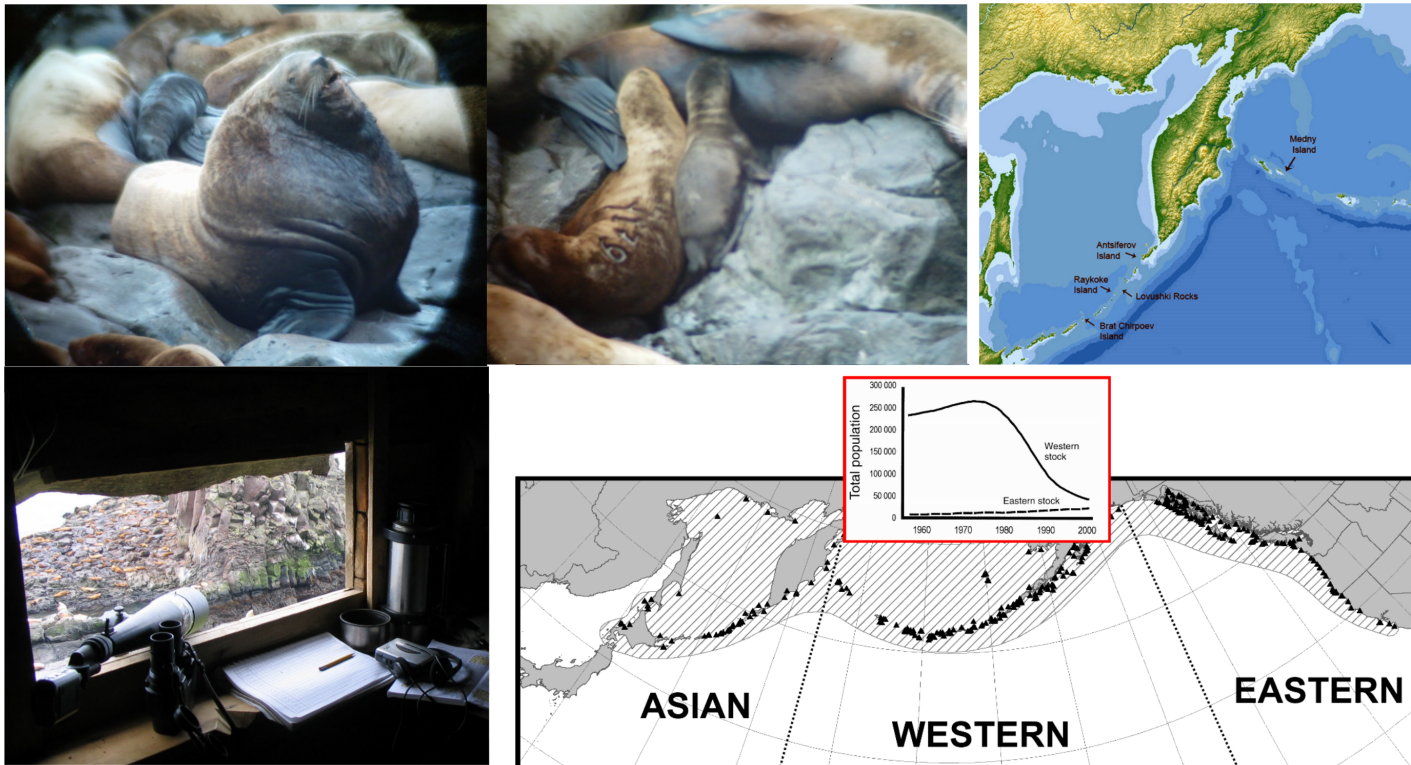 Medny
Island
Antsiferov
Island
Raykoke
Island
Lovushki Rocks
Brat Chirpoev
Island
Total population
300 000
250 000
200 000
150 000
100 000
50 000
0
Western
stock
Eastern stock
1960 1970 1980 1990 2000
ASIAN
WESTERN
EASTERN